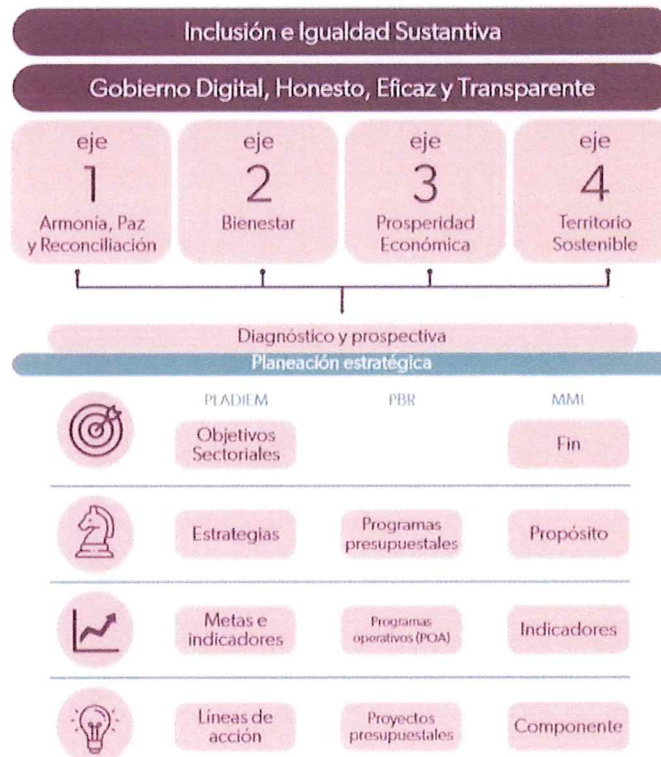 Inclusión e Igualdad Sustantiva
Gobierno Digital, Honesto, Eficaz y Transparente
eje
1
Armonía, Paz
y Reconciliación
eje
2
Bienestar
eje
3
Prosperidad
Económica
eje
4
Territorio
Sostenible
Diagnóstico y prospectiva
Planeación estratégica
PLADIEM PBR MML
Objetivos
Sectoriales
Fin
Estrategias
Programas
presupuestales
Propósito
Metas e
indicadores
Programas
operativos (POA)
Indicadores
Líneas de
acción
Proyectos
presupuestales
Componente